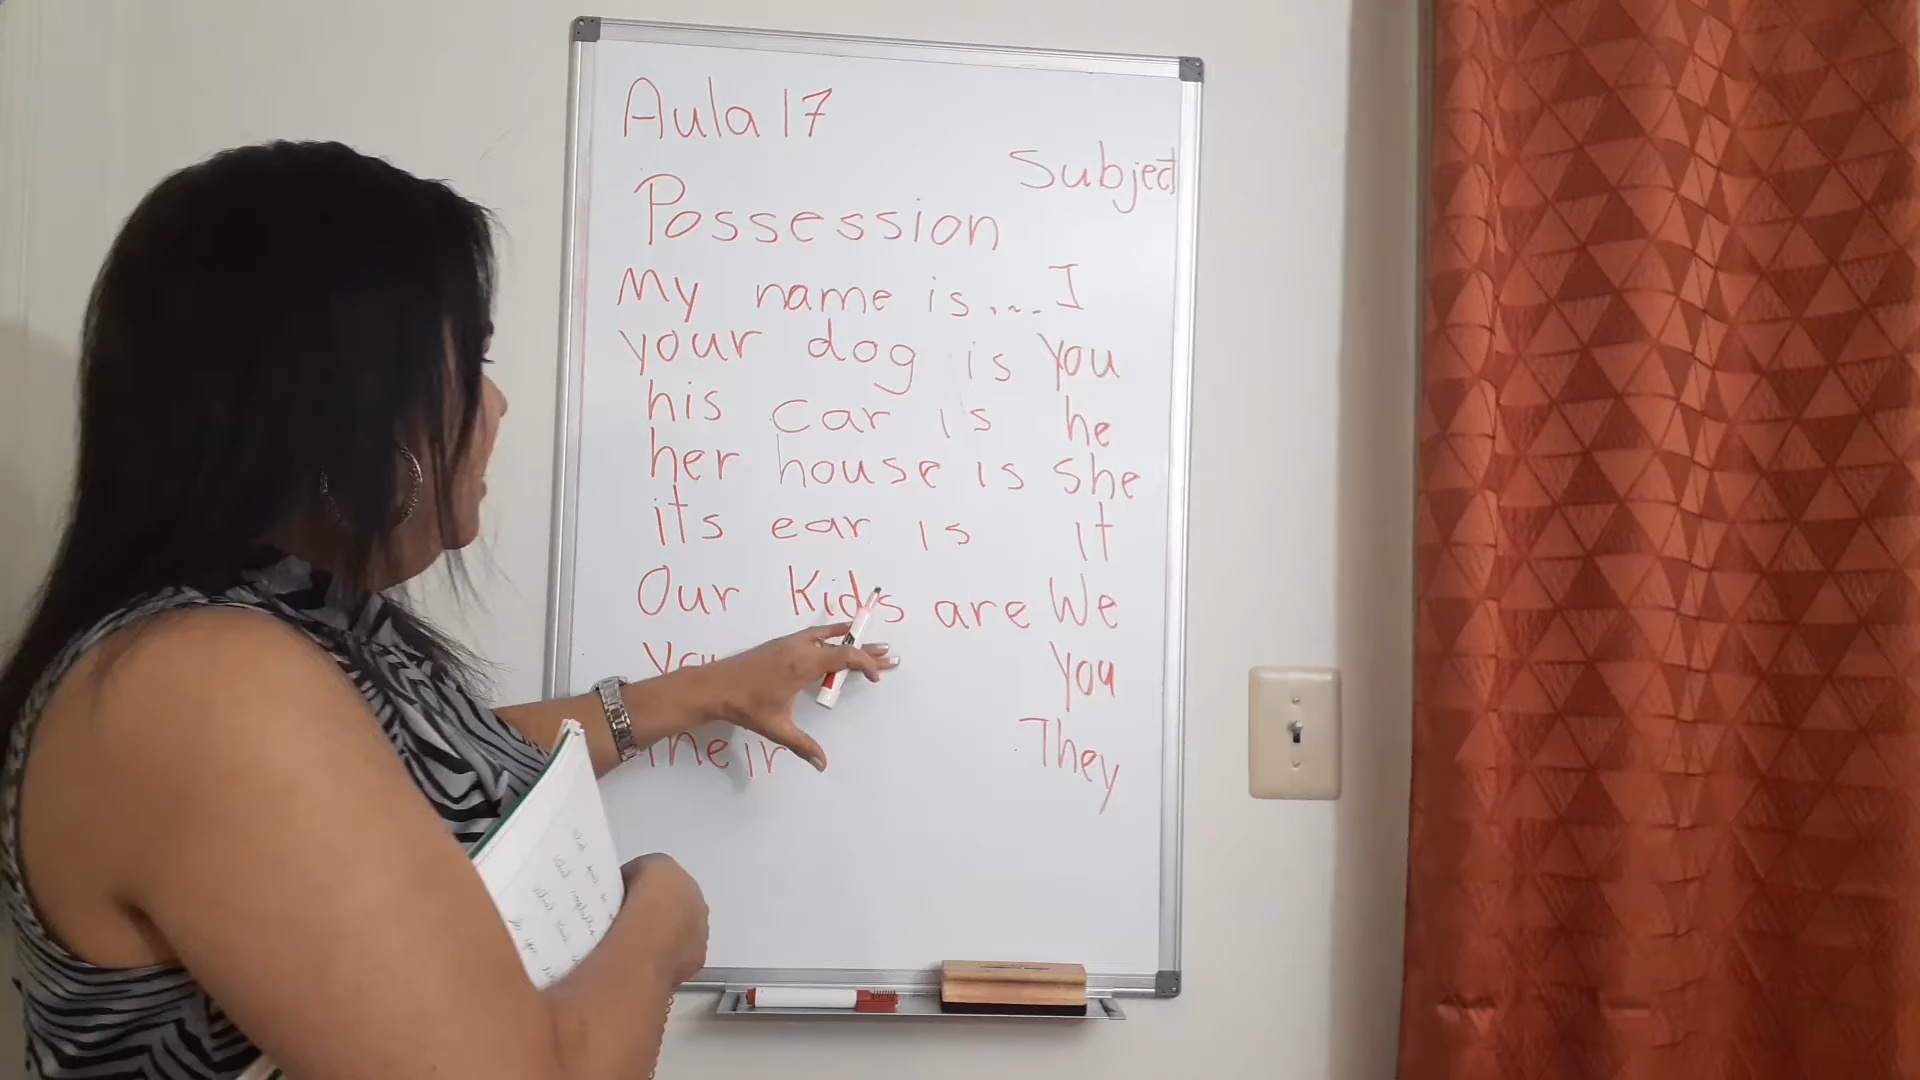 Aula 17
Subject
Possession
My name is.... I
your dog is you
his car is he
her house is she
its ear is it
Our Kids are We
you
Their They